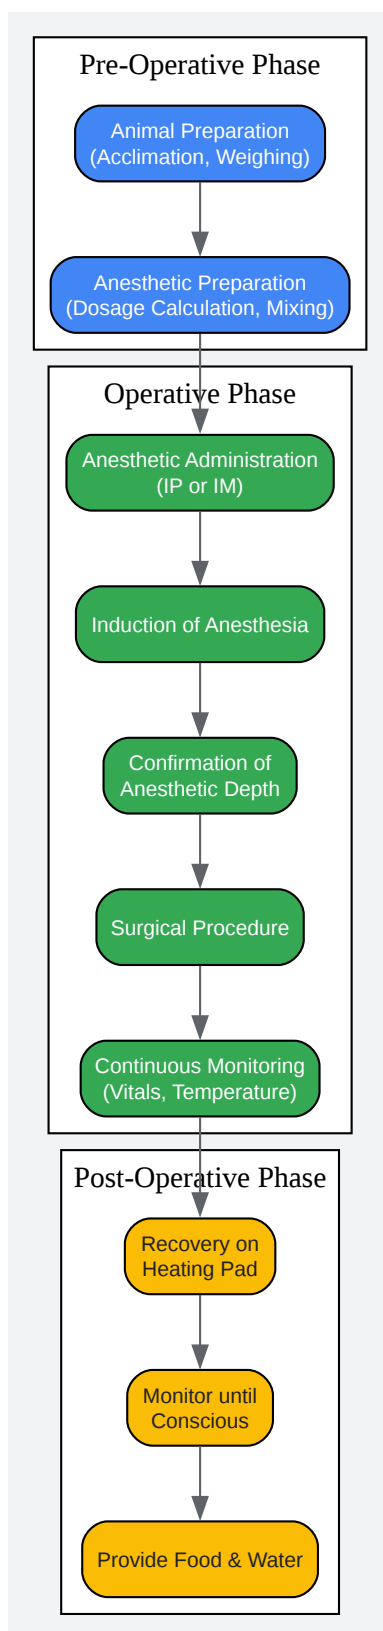 Pre-Operative Phase
Animal Preparation
(Acclimation, Weighing)
Anesthetic Preparation
(Dosage Calculation, Mixing)
Operative Phase
Anesthetic Administration
(IP or IM)
Induction of Anesthesia
Confirmation of
Anesthetic Depth
Surgical Procedure
Continuous Monitoring
(Vitals, Temperature)
Post-Operative Phase
Recovery on
Heating Pad
Monitor until
Conscious
Provide Food & Water